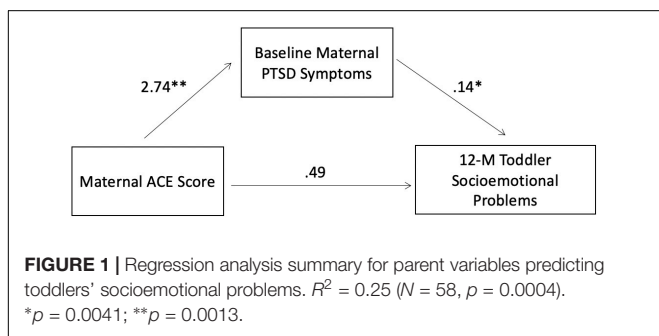 Baseline Maternal
PTSD Symptoms
2.74**
.14*
Maternal ACE Score
.49
12-M Toddler
Socioemotional
Problems
FIGURE 1 | Regression analysis summary for parent variables predicting
toddlers’ socioemotional problems. R² = 0.25 (N = 58, p = 0.0004).
*p = 0.0041; **p = 0.0013.